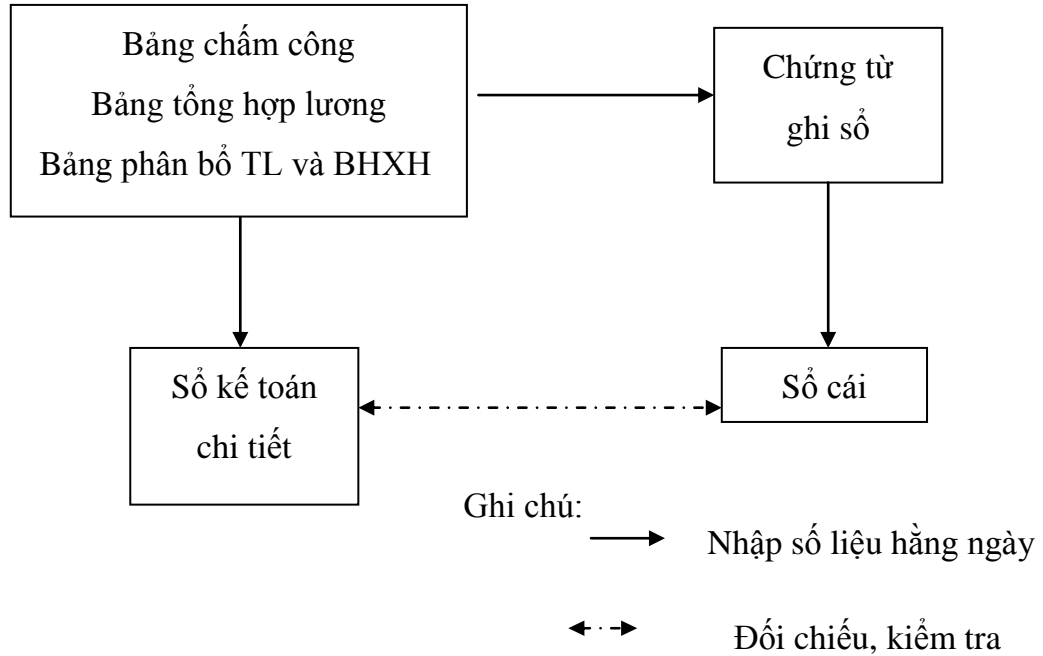 Bảng chấm công
Bảng tổng hợp lương
Bảng phân bổ TL và BHXH
Chứng từ
ghi sổ
Sổ kế toán
chi tiết
Sổ cái
Ghi chú:
Nhập số liệu hằng ngày
Đối chiếu, kiểm tra